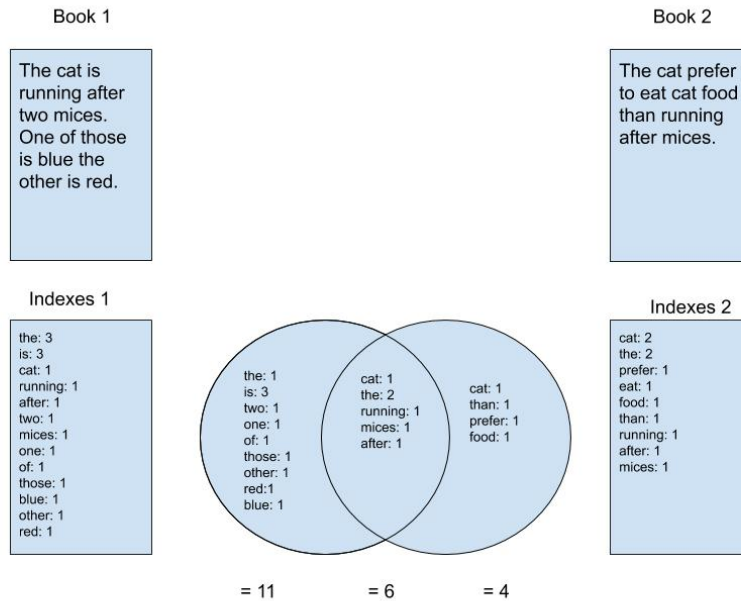 Book 1
The cat is
running after
two mices.
One of those
is blue the
other is red.
Book 2
The cat prefer
to eat cat food
than running
after mices.
Indexes 1
the: 3
is: 3
cat: 1
running: 1
after: 1
two: 1
mices: 1
one: 1
of: 1
those: 1
blue: 1
other: 1
red: 1
the: 1
is: 3
two: 1
one: 1
of: 1
those: 1
other: 1
red:1
blue: 1
cat: 1
the: 2
running: 1
mices: 1
after: 1
cat: 1
than: 1
prefer: 1
food: 1
Indexes 2
cat: 2
the: 2
prefer: 1
eat: 1
food: 1
than: 1
running: 1
after: 1
mices: 1
= 11
= 6
= 4